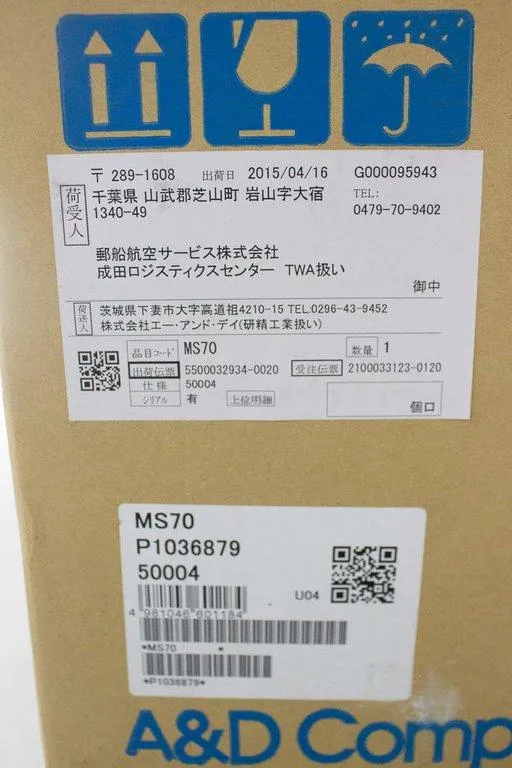 〒 289-1608 出荷日 2015/04/16 G000095943
荷受人 千葉県 山武郡芝山町 岩山字大宿 TEL:
1340-49 0479-70-9402
郵船航空サービス株式会社
成田ロジスティクスセンター TWA扱い
御中
荷送人 茨城県下妻市大字高道祖4210-15 TEL:0296-43-9452
株式会社エー・アンド・デイ(研精工業扱い)
品目コード MS70 数量 1
出荷伝票 5500032934-0020 受注伝票 2100033123-0120
仕様 50004
シリアル 有 上位明細 個口
MS70
P1036879
50004
U04
4 981046 601184
*MS70 *
*P1036879*
A&D Comp